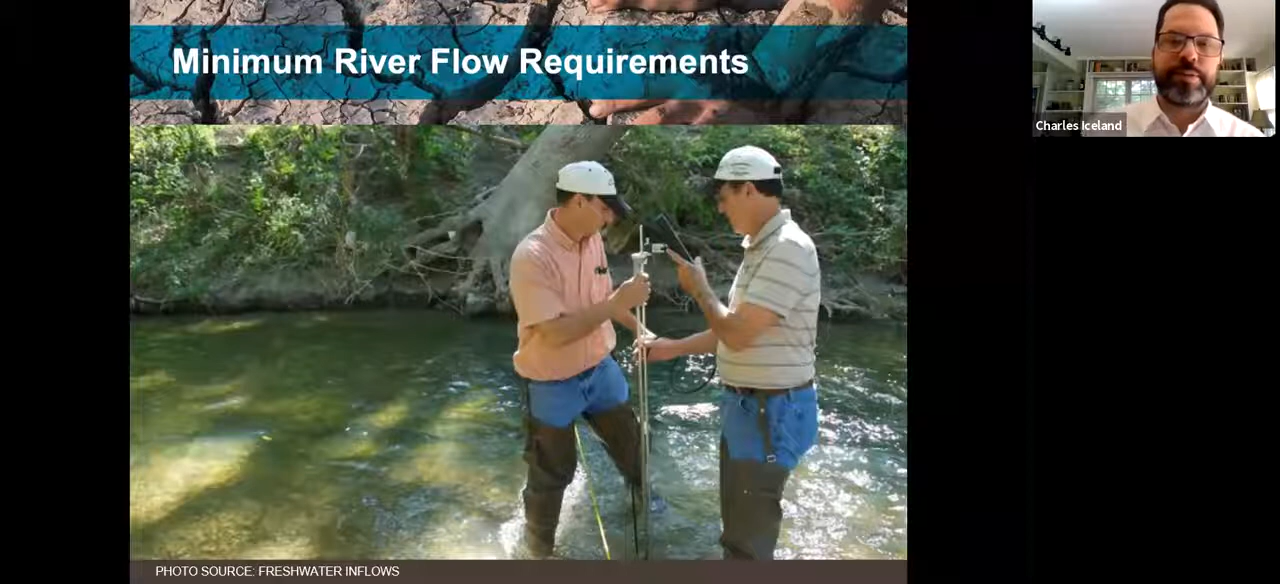 Minimum River Flow Requirements
Charles Iceland
PHOTO SOURCE: FRESHWATER INFLOWS